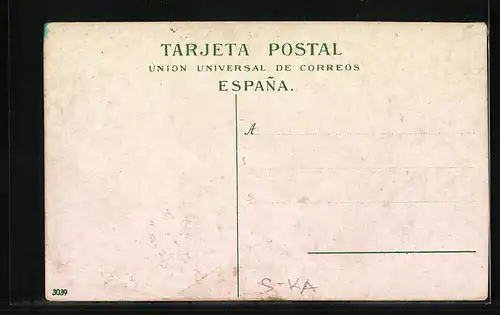 TARJETA POSTAL
UNION UNIVERSAL DE CORREOS
ESPAÑA.
A
3039
S-KA